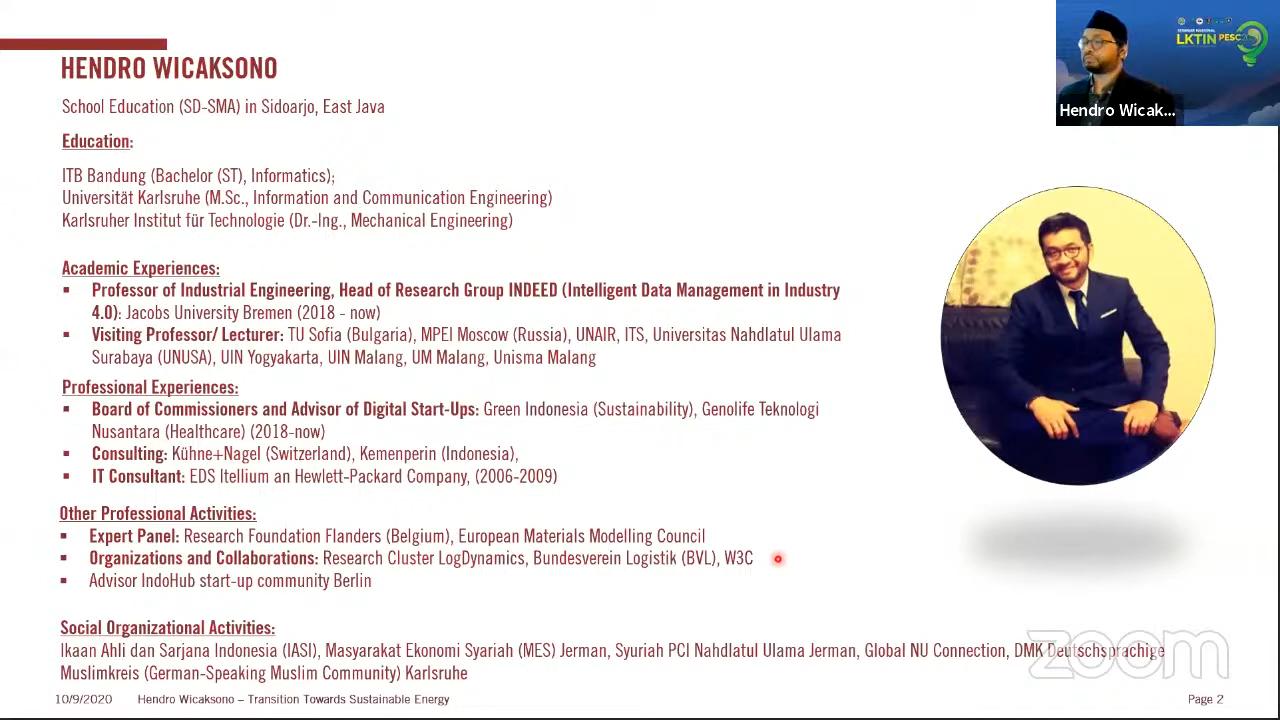 HENDRO WICAKSONO
School Education (SD-SMA) in Sidoarjo, East Java
Education:
ITB Bandung (Bachelor (ST), Informatics);
Universität Karlsruhe (M.Sc., Information and Communication Engineering)
Karlsruher Institut für Technologie (Dr.-Ing., Mechanical Engineering)
Academic Experiences:
▪ Professor of Industrial Engineering, Head of Research Group INDEED (Intelligent Data Management in Industry
4.0): Jacobs University Bremen (2018 - now)
▪ Visiting Professor/ Lecturer: TU Sofia (Bulgaria), MPEI Moscow (Russia), UNAIR, ITS, Universitas Nahdlatul Ulama
Surabaya (UNUSA), UIN Yogyakarta, UIN Malang, UM Malang, Unisma Malang
Professional Experiences:
▪ Board of Commissioners and Advisor of Digital Start-Ups: Green Indonesia (Sustainability), Genolife Teknologi
Nusantara (Healthcare) (2018-now)
▪ Consulting: Kühne+Nagel (Switzerland), Kemenperin (Indonesia),
▪ IT Consultant: EDS Itellium an Hewlett-Packard Company, (2006-2009)
Other Professional Activities:
▪ Expert Panel: Research Foundation Flanders (Belgium), European Materials Modelling Council
▪ Organizations and Collaborations: Research Cluster LogDynamics, Bundesverein Logistik (BVL), W3C
▪ Advisor IndoHub start-up community Berlin
Social Organizational Activities:
Ikaan Ahli dan Sarjana Indonesia (IASI), Masyarakat Ekonomi Syariah (MES) Jerman, Syuriah PCI Nahdlatul Ulama Jerman, Global NU Connection, DMK Deutschsprachige
Muslimkreis (German-Speaking Muslim Community) Karlsruhe
10/9/2020 Hendro Wicaksono – Transition Towards Sustainable Energy Page 2
zoom
LKTIN
Hendro Wicak...